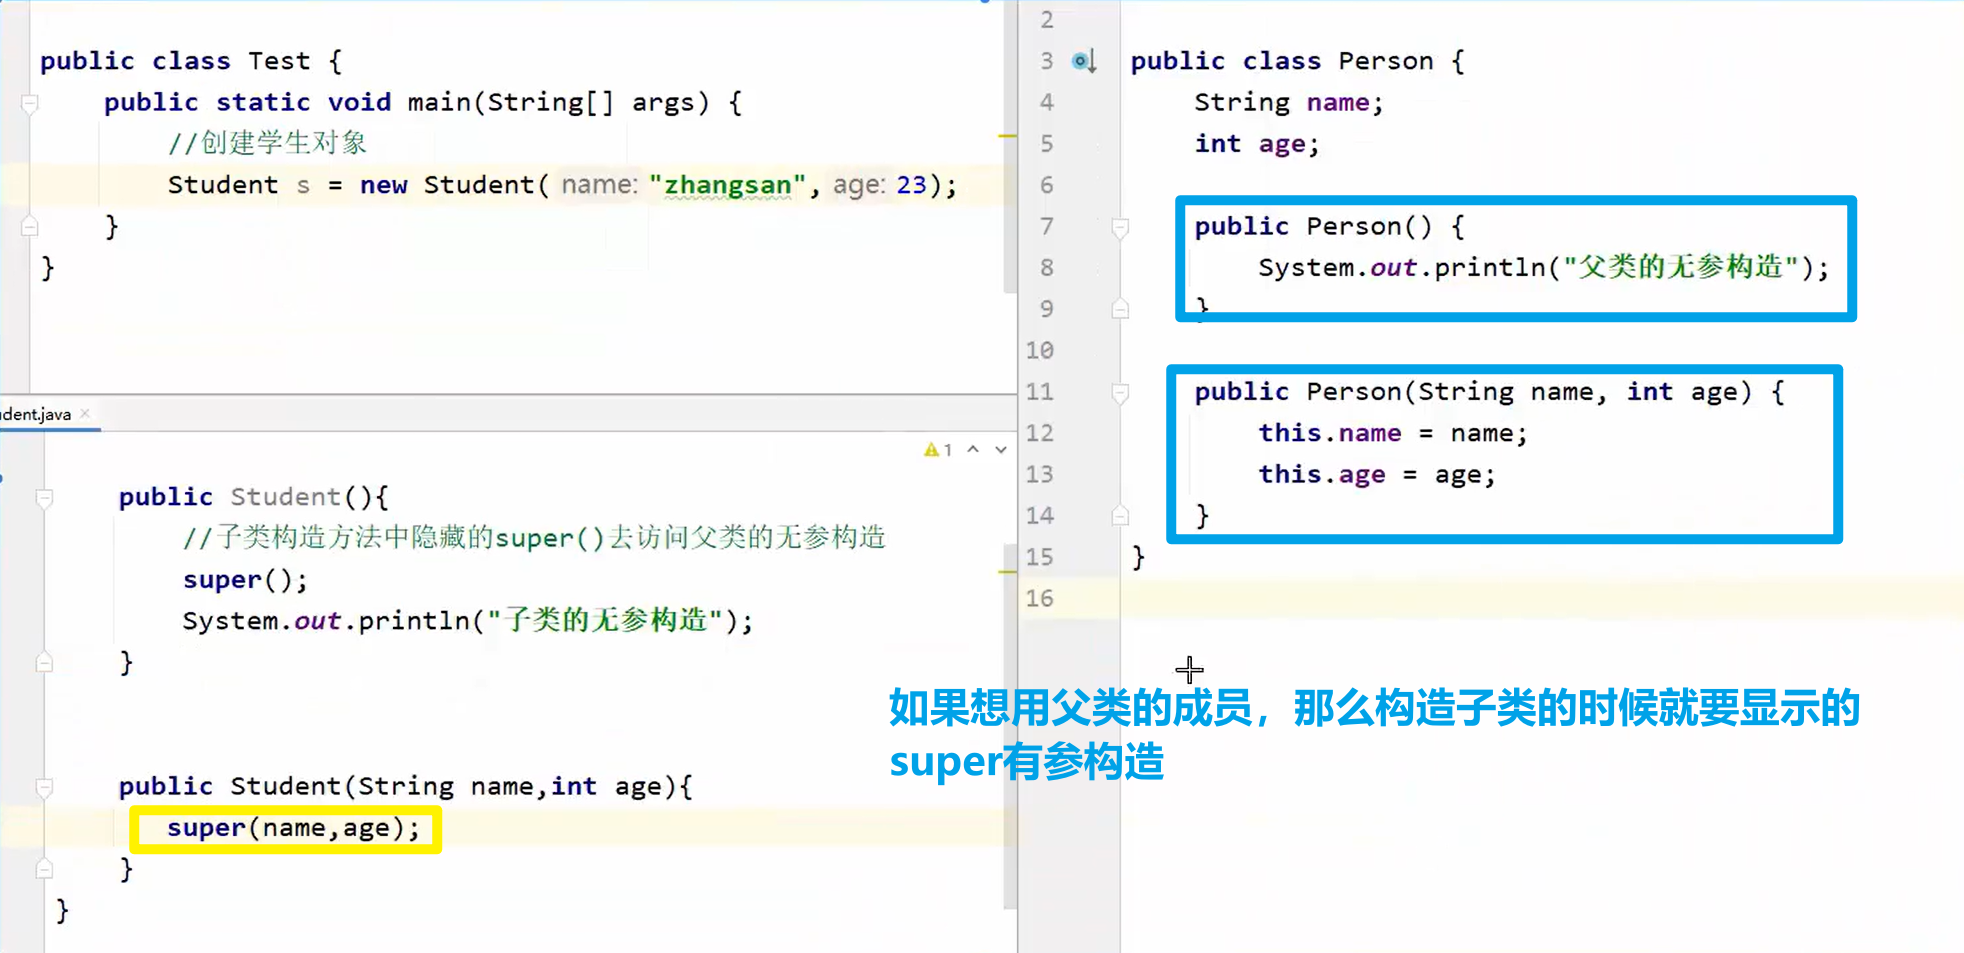 public class Test {
public static void main(String[] args) {
//创建学生对象
Student s = new Student( name: "zhangsan", age: 23);
}
}
dent.java ×
1
public Student(){
//子类构造方法中隐藏的super()去访问父类的无参构造
super();
System.out.println("子类的无参构造");
}
public Student(String name,int age){
super(name,age);
}
}
2
3 public class Person {
4 String name;
5 int age;
6
7 public Person() {
8 System.out.println("父类的无参构造");
9 }
10
11 public Person(String name, int age) {
12 this.name = name;
13 this.age = age;
14 }
15 }
16
如果想用父类的成员，那么构造子类的时候就要显示的
super有参构造